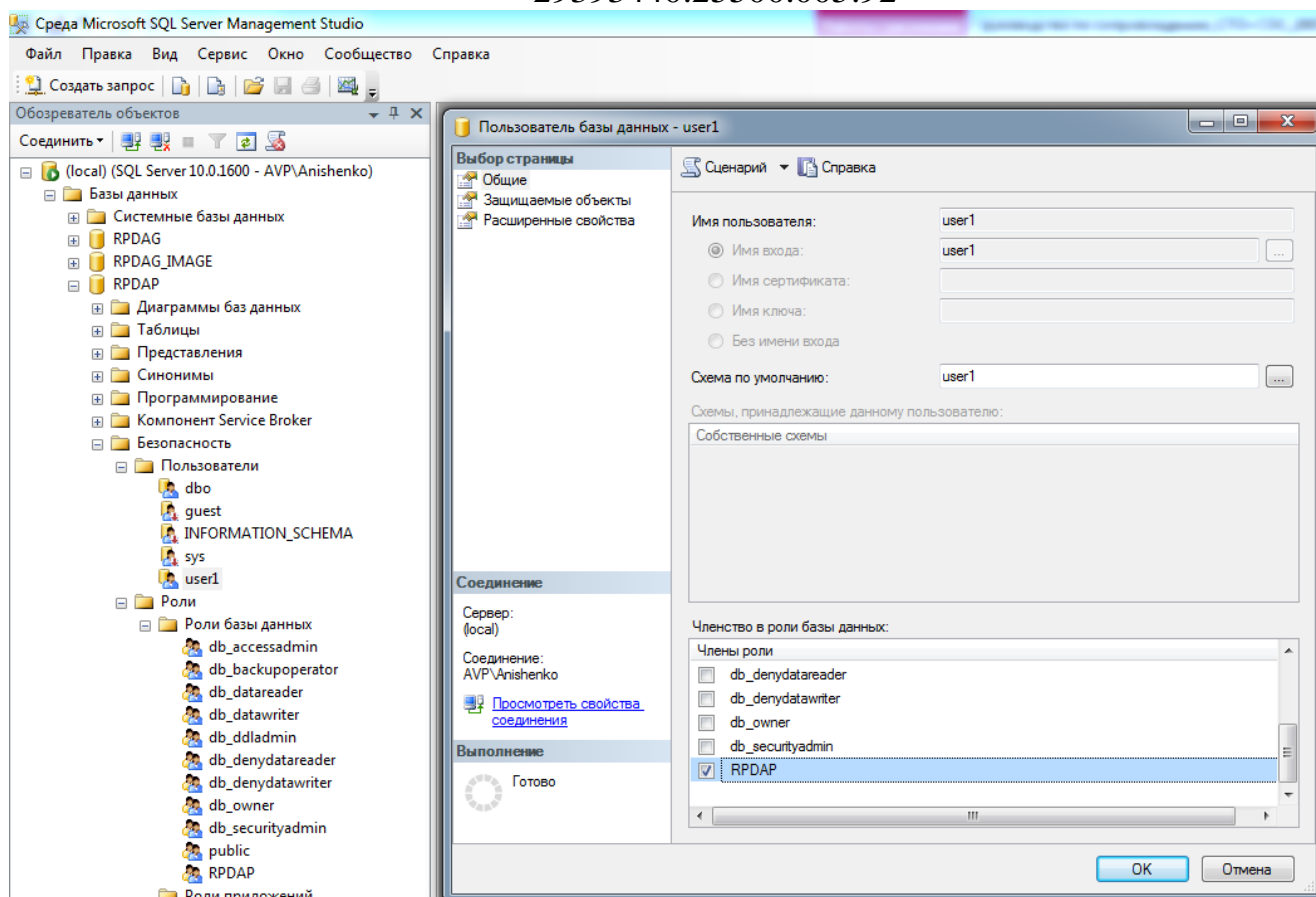 Среда Microsoft SQL Server Management Studio
Файл Правка Вид Сервис Окно Сообщество Справка
Создать запрос
Обозреватель объектов
Соединить
(local) (SQL Server 10.0.1600 - AVP\Anishenko)
Базы данных
Системные базы данных
RPDAG
RPDAG_IMAGE
RPDAP
Диаграммы баз данных
Таблицы
Представления
Синонимы
Программирование
Компонент Service Broker
Безопасность
Пользователи
dbo
guest
INFORMATION_SCHEMA
sys
user1
Роли
Роли базы данных
db_accessadmin
db_backupoperator
db_datareader
db_datawriter
db_ddladmin
db_denydatareader
db_denydatawriter
db_owner
db_securityadmin
public
RPDAP
Роли приложений
Пользователь базы данных - user1
Выбор страницы
Общие
Защищаемые объекты
Расширенные свойства
Соединение
Сервер:
(local)
Соединение:
AVP\Anishenko
Просмотреть свойства
соединения
Выполнение
Готово
Сценарий Справка
Имя пользователя: user1
Имя входа: user1 ...
Имя сертификата:
Имя ключа:
Без имени входа
Схема по умолчанию: user1 ...
Схемы, принадлежащие данному пользователю:
Собственные схемы
Членство в роли базы данных:
Члены роли
db_denydatareader
db_denydatawriter
db_owner
db_securityadmin
RPDAP
OK Отмена